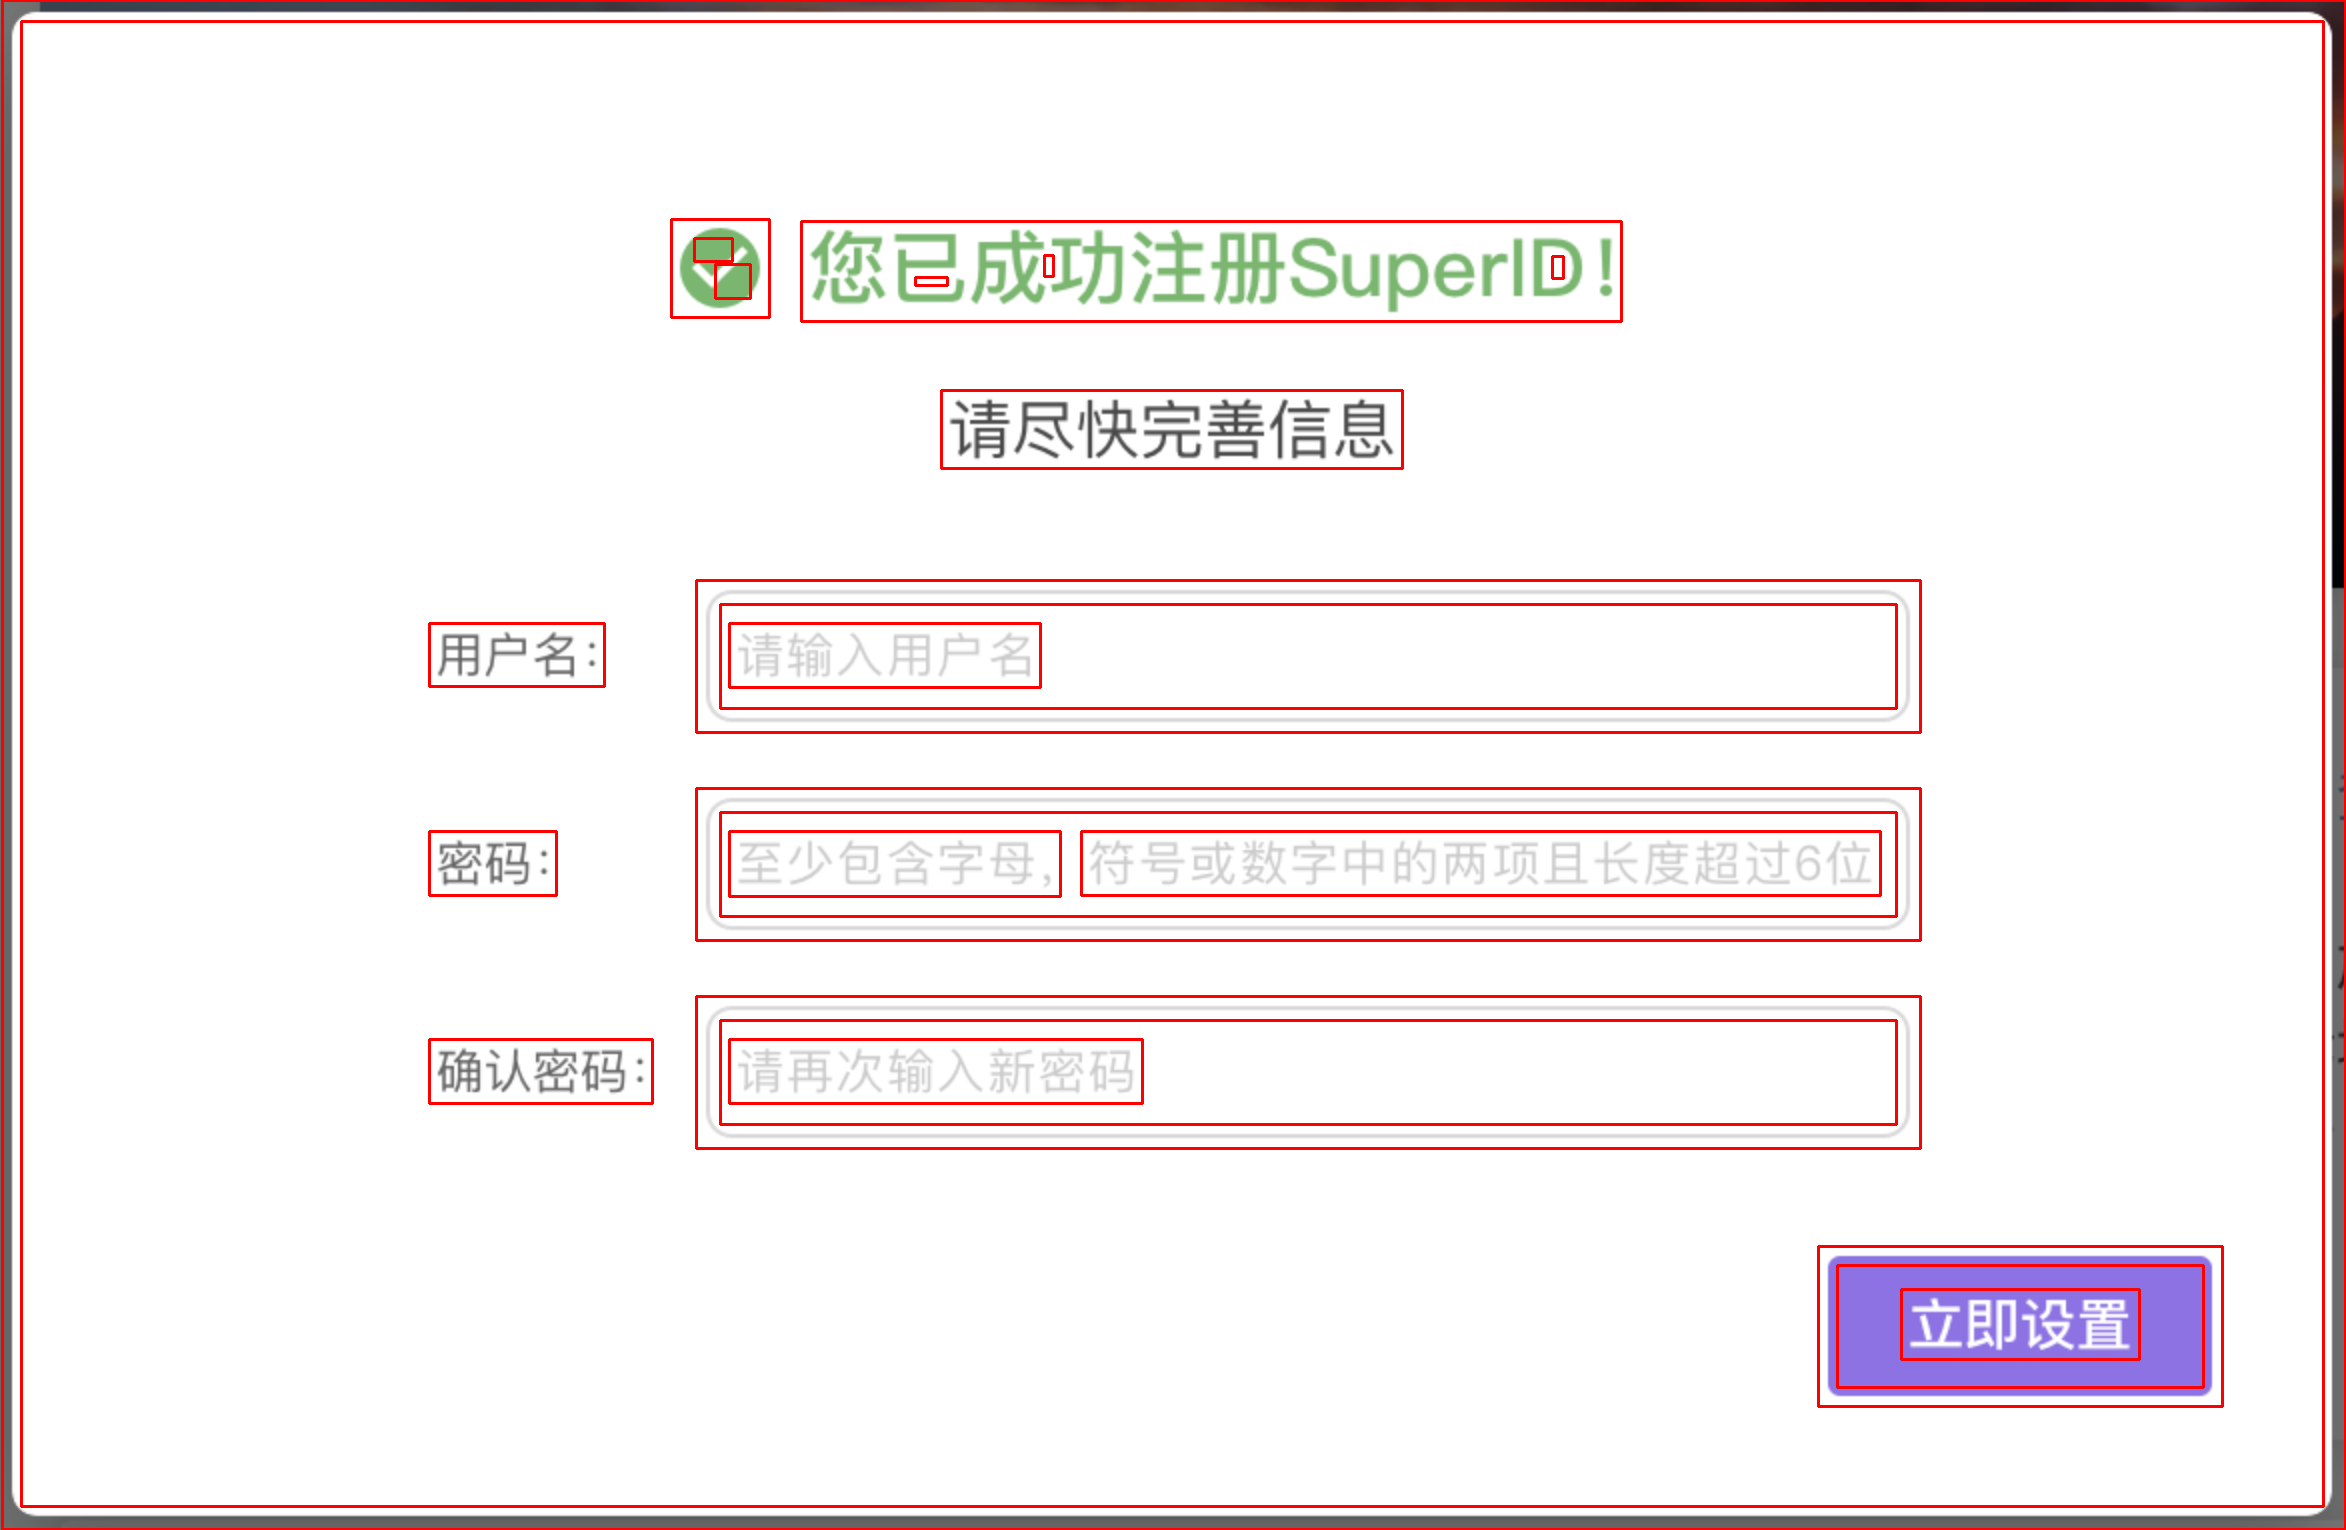 您已成功注册SuperID！
请尽快完善信息
用户名： 请输入用户名
密码： 至少包含字母，符号或数字中的两项且长度超过6位
确认密码： 请再次输入新密码
立即设置